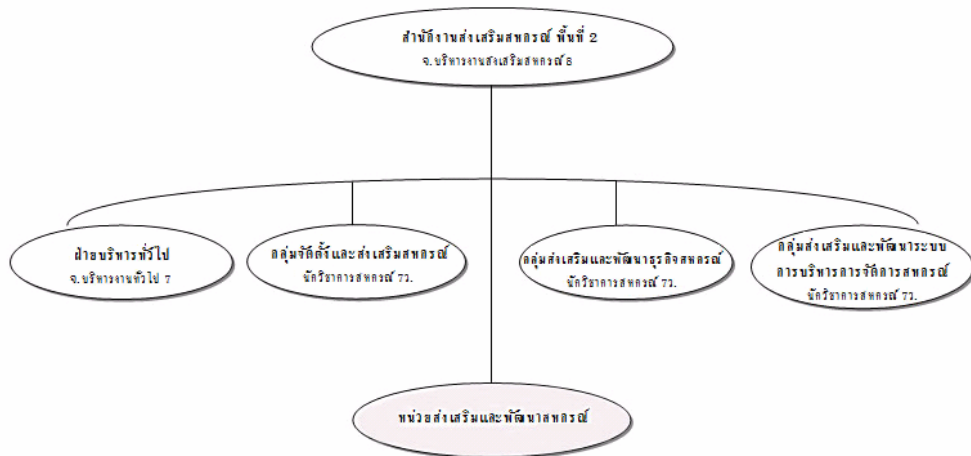 สำนักงานส่งเสริมสหกรณ์ พื้นที่ 2
จ.บริหารงานส่งเสริมสหกรณ์ 8
ฝ่ายบริหารทั่วไป
จ.บริหารงานทั่วไป 7
กลุ่มจัดตั้งและส่งเสริมสหกรณ์
นักวิชาการสหกรณ์ 7ว.
กลุ่มส่งเสริมและพัฒนาธุรกิจสหกรณ์
นักวิชาการสหกรณ์ 7ว.
กลุ่มส่งเสริมและพัฒนาระบบ
การบริหารการจัดการสหกรณ์
นักวิชาการสหกรณ์ 7ว.
หน่วยส่งเสริมและพัฒนาสหกรณ์